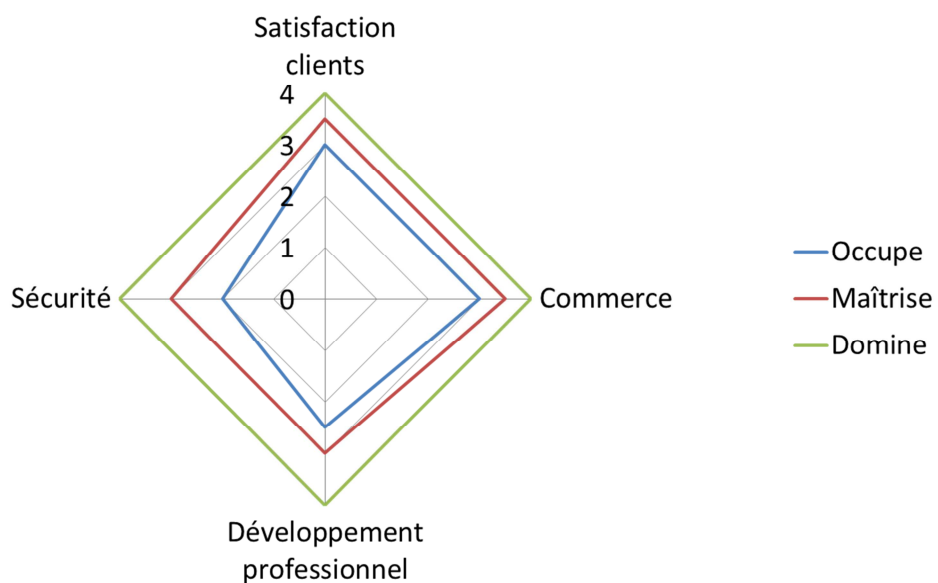 Satisfaction
clients
4
3
2
1
0
Sécurité
Commerce
Développement
professionnel
Occupe
Maîtrise
Domine